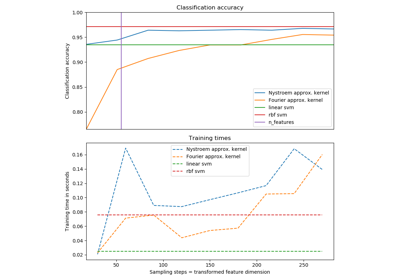 Classification accuracy
1.00
0.95
0.90
0.85
0.80
Classification accuracy
Nystroem approx. kernel
Fourier approx. kernel
linear svm
rbf svm
n_features
Training times
0.16
0.14
0.12
0.10
0.08
0.06
0.04
0.02
Training time in seconds
Nystroem approx. kernel
Fourier approx. kernel
linear svm
rbf svm
50 100 150 200 250
Sampling steps = transformed feature dimension